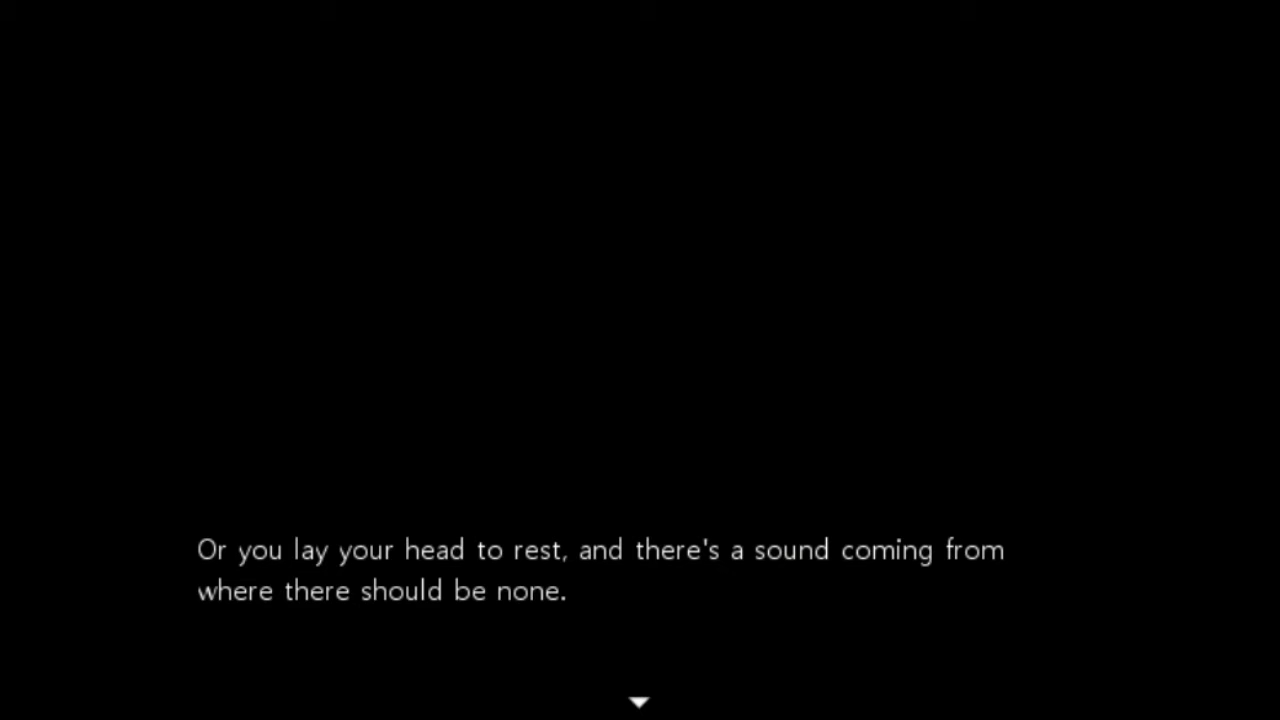 Or you lay your head to rest, and there's a sound coming from
where there should be none.